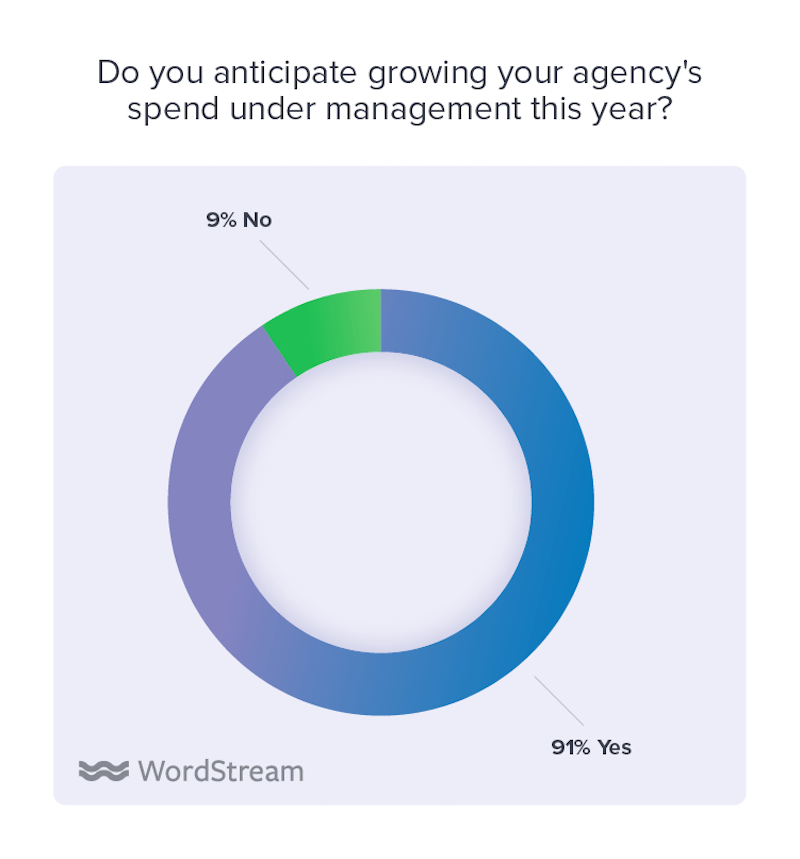 Do you anticipate growing your agency's
spend under management this year?
9% No
91% Yes
WordStream